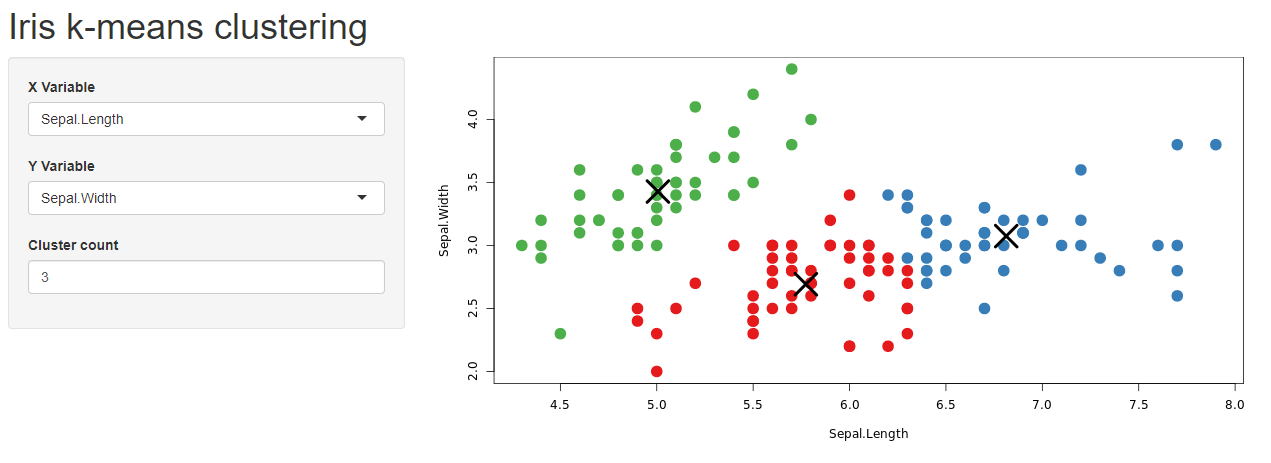 Iris k-means clustering
X Variable
Sepal.Length
Y Variable
Sepal.Width
Cluster count
3
Sepal.Width
4.0
3.5
3.0
2.5
2.0
4.5 5.0 5.5 6.0 6.5 7.0 7.5 8.0
Sepal.Length